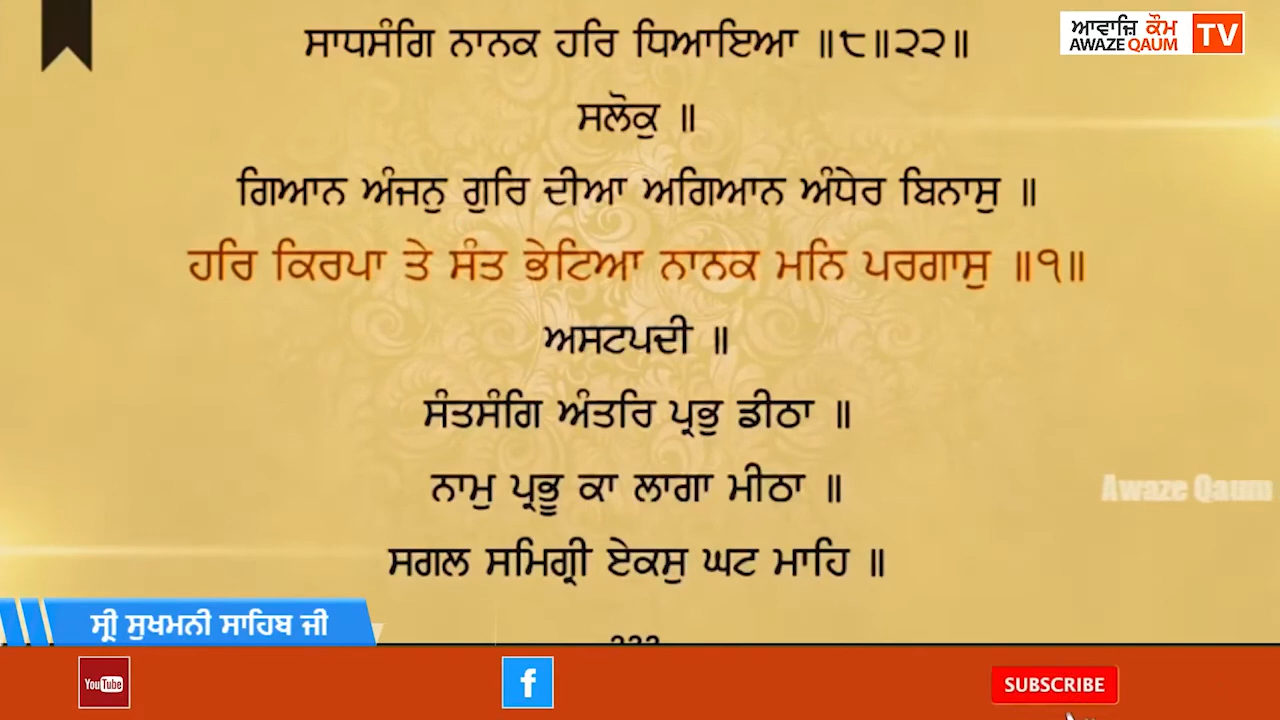 ਆਵਾਜ਼ਿ ਕੌਮ
AWAZE QAUM
TV
ਸਾਧਸੰਗਿ ਨਾਨਕ ਹਰਿ ਧਿਆਇਆ ॥੮॥੨੨॥
ਸਲੋਕੁ ॥
ਗਿਆਨ ਅੰਜਨੁ ਗੁਰਿ ਦੀਆ ਅਗਿਆਨ ਅੰਧੇਰ ਬਿਨਾਸੁ ॥
ਹਰਿ ਕਿਰਪਾ ਤੇ ਸੰਤ ਭੇਟਿਆ ਨਾਨਕ ਮਨਿ ਪਰਗਾਸੁ ॥੧॥
ਅਸਟਪਦੀ ॥
ਸੰਤਸੰਗਿ ਅੰਤਰਿ ਪ੍ਰਭੁ ਡੀਠਾ ॥
ਨਾਮੁ ਪ੍ਰਭੂ ਕਾ ਲਾਗਾ ਮੀਠਾ ॥
Awaze Qaum
ਸਗਲ ਸਮਿਗ੍ਰੀ ਏਕਸੁ ਘਟ ਮਾਹਿ ॥
ਸ੍ਰੀ ਸੁਖਮਨੀ ਸਾਹਿਬ ਜੀ
YouTube
f
SUBSCRIBE